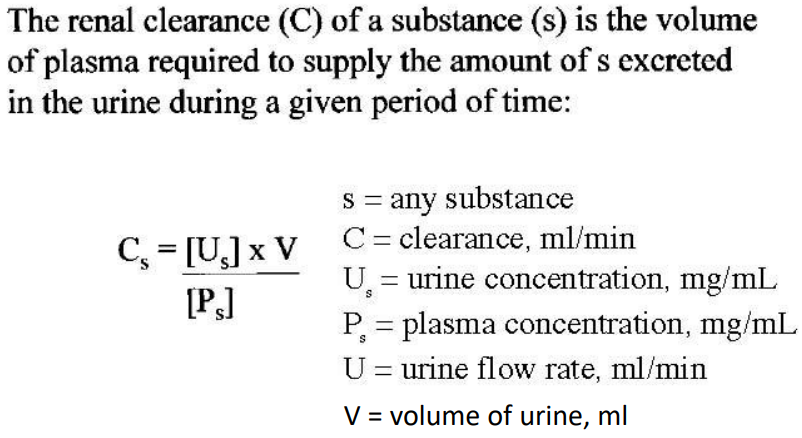 The renal clearance (C) of a substance (s) is the volume
of plasma required to supply the amount of s excreted
in the urine during a given period of time:
s = any substance
C = clearance, ml/min
Cₛ = [Uₛ] x V
[Pₛ]
Uₛ = urine concentration, mg/mL
Pₛ = plasma concentration, mg/mL
U = urine flow rate, ml/min
V = volume of urine, ml